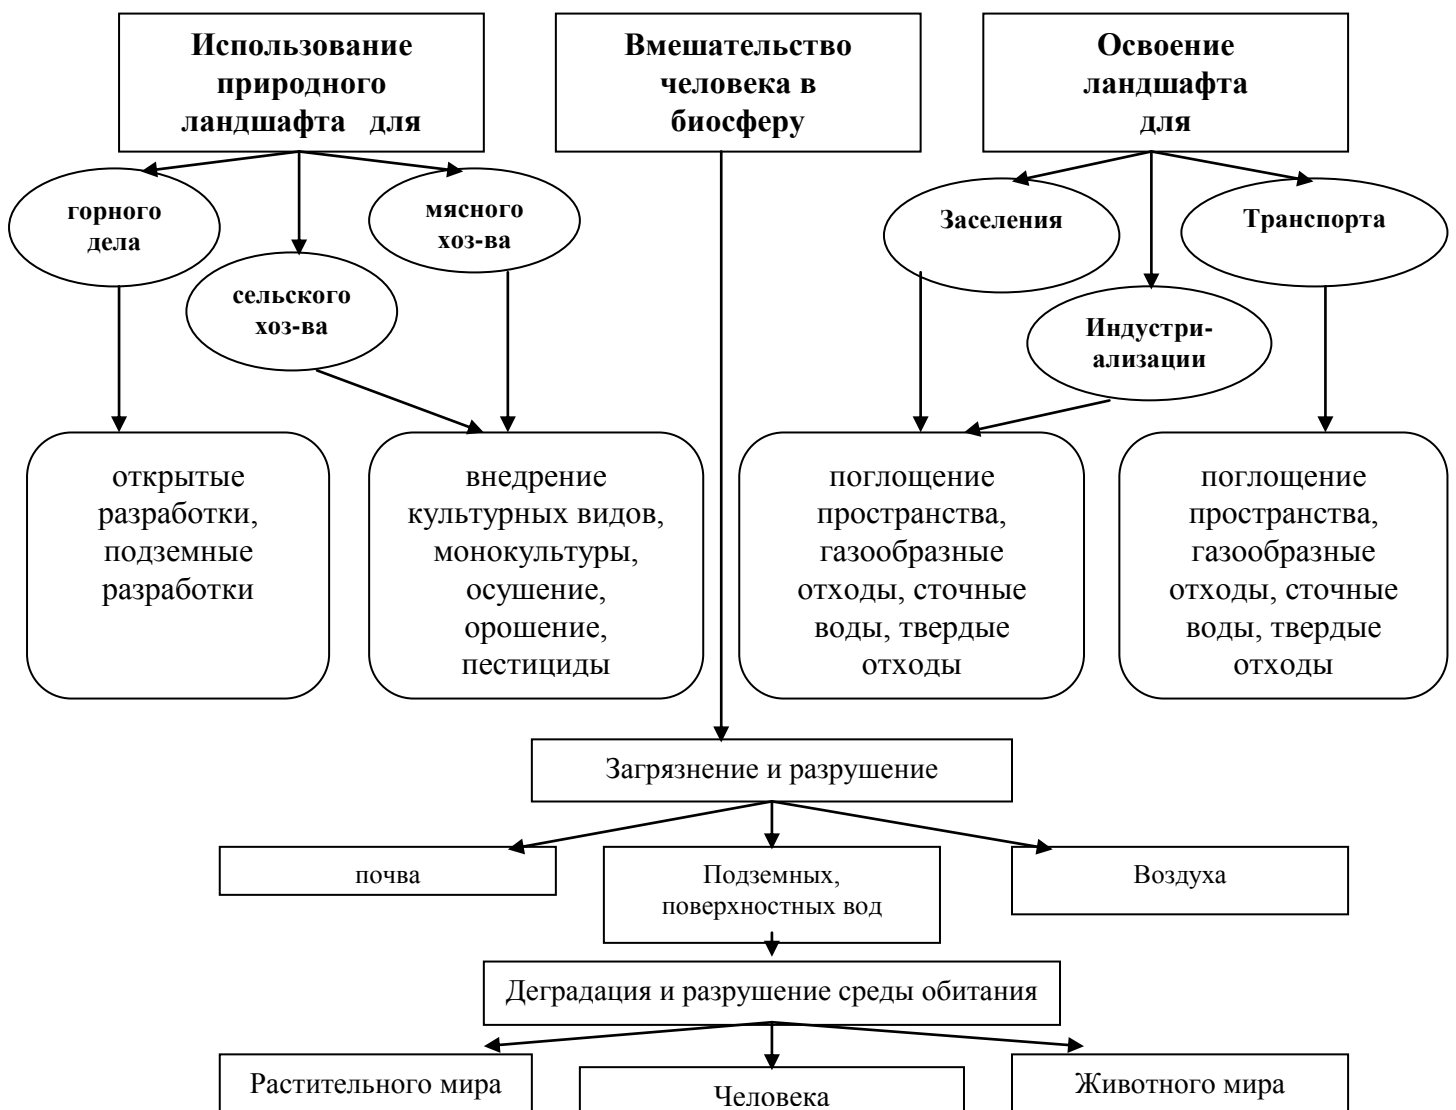 Использование
природного
ландшафта для
Вмешательство
человека в
биосферу
Освоение
ландшафта
для
горного
дела
сельского
хоз-ва
мясного
хоз-ва
Заселения
Индустри-
ализации
Транспорта
открытые
разработки,
подземные
разработки
внедрение
культурных видов,
монокультуры,
осушение,
орошение,
пестициды
поглощение
пространства,
газообразные
отходы, сточные
воды, твердые
отходы
поглощение
пространства,
газообразные
отходы, сточные
воды, твердые
отходы
Загрязнение и разрушение
почва
Подземных,
поверхностных вод
Воздуха
Деградация и разрушение среды обитания
Растительного мира
Человека
Животного мира